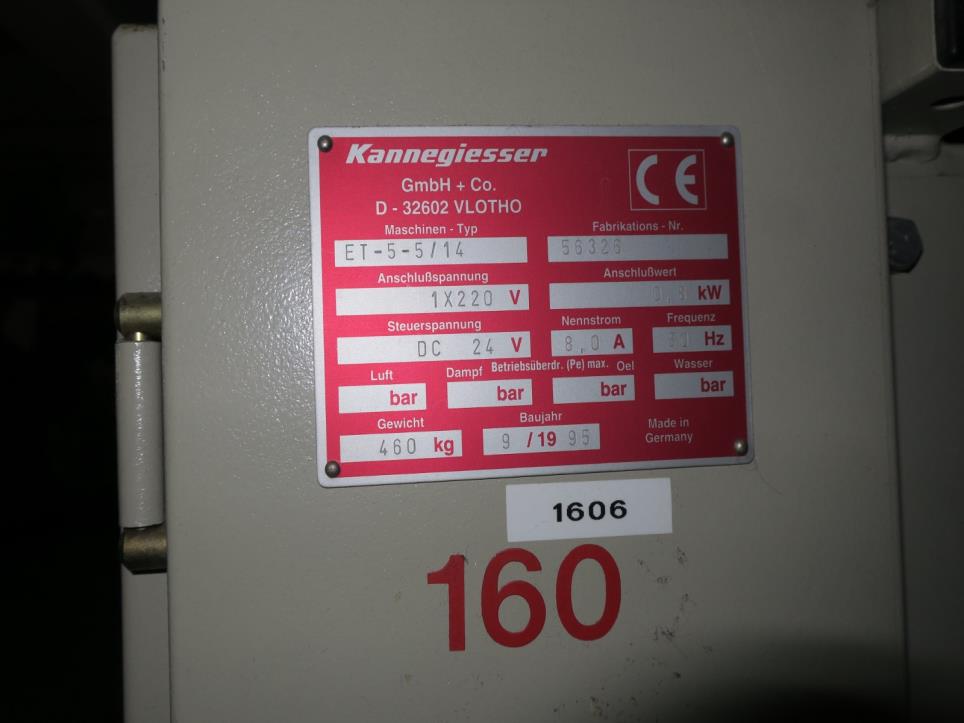 Kannegiesser
GmbH + Co.
D - 32602 VLOTHO
CE
Maschinen - Typ
ET-5-5/14
Fabrikations - Nr.
56326
Anschlußspannung
1X220 V
Anschlußwert
kW
Steuerspannung
DC 24 V
Nennstrom
8,0 A
Frequenz
Hz
Betriebsüberdr. (Pe) max.
Luft
bar
Dampf
bar
Oel
bar
Wasser
bar
Gewicht
460 kg
Baujahr
9 /19 95
Made in
Germany
1606
160